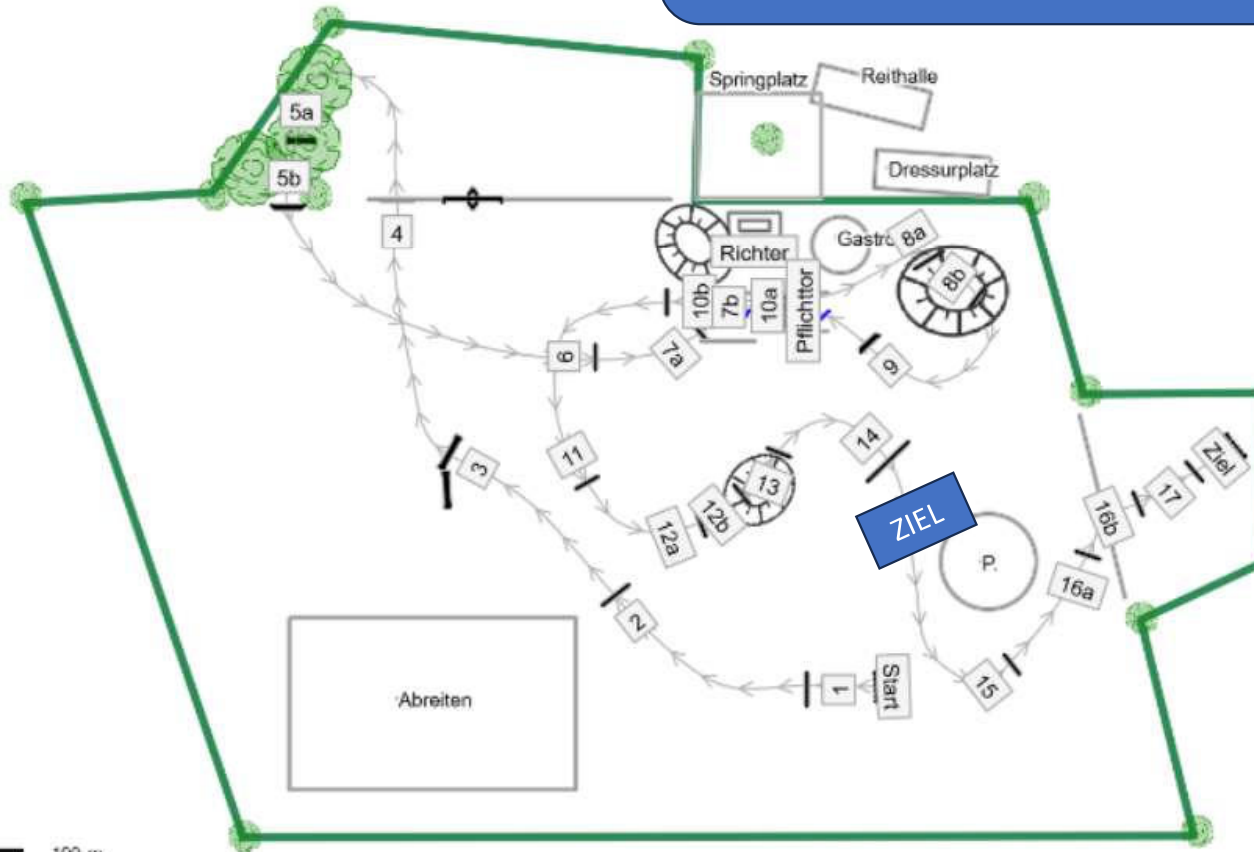 Springplatz
Reithalle
Dressurplatz
5a
5b
4
Richter
Gastro
8a
8b
10b
7b
10a
Pflichttor
6
7a
9
3
11
14
13
12b
12a
ZIEL
P.
16b
17
Ziel
16a
2
15
1
Start
Abreiten
100 m